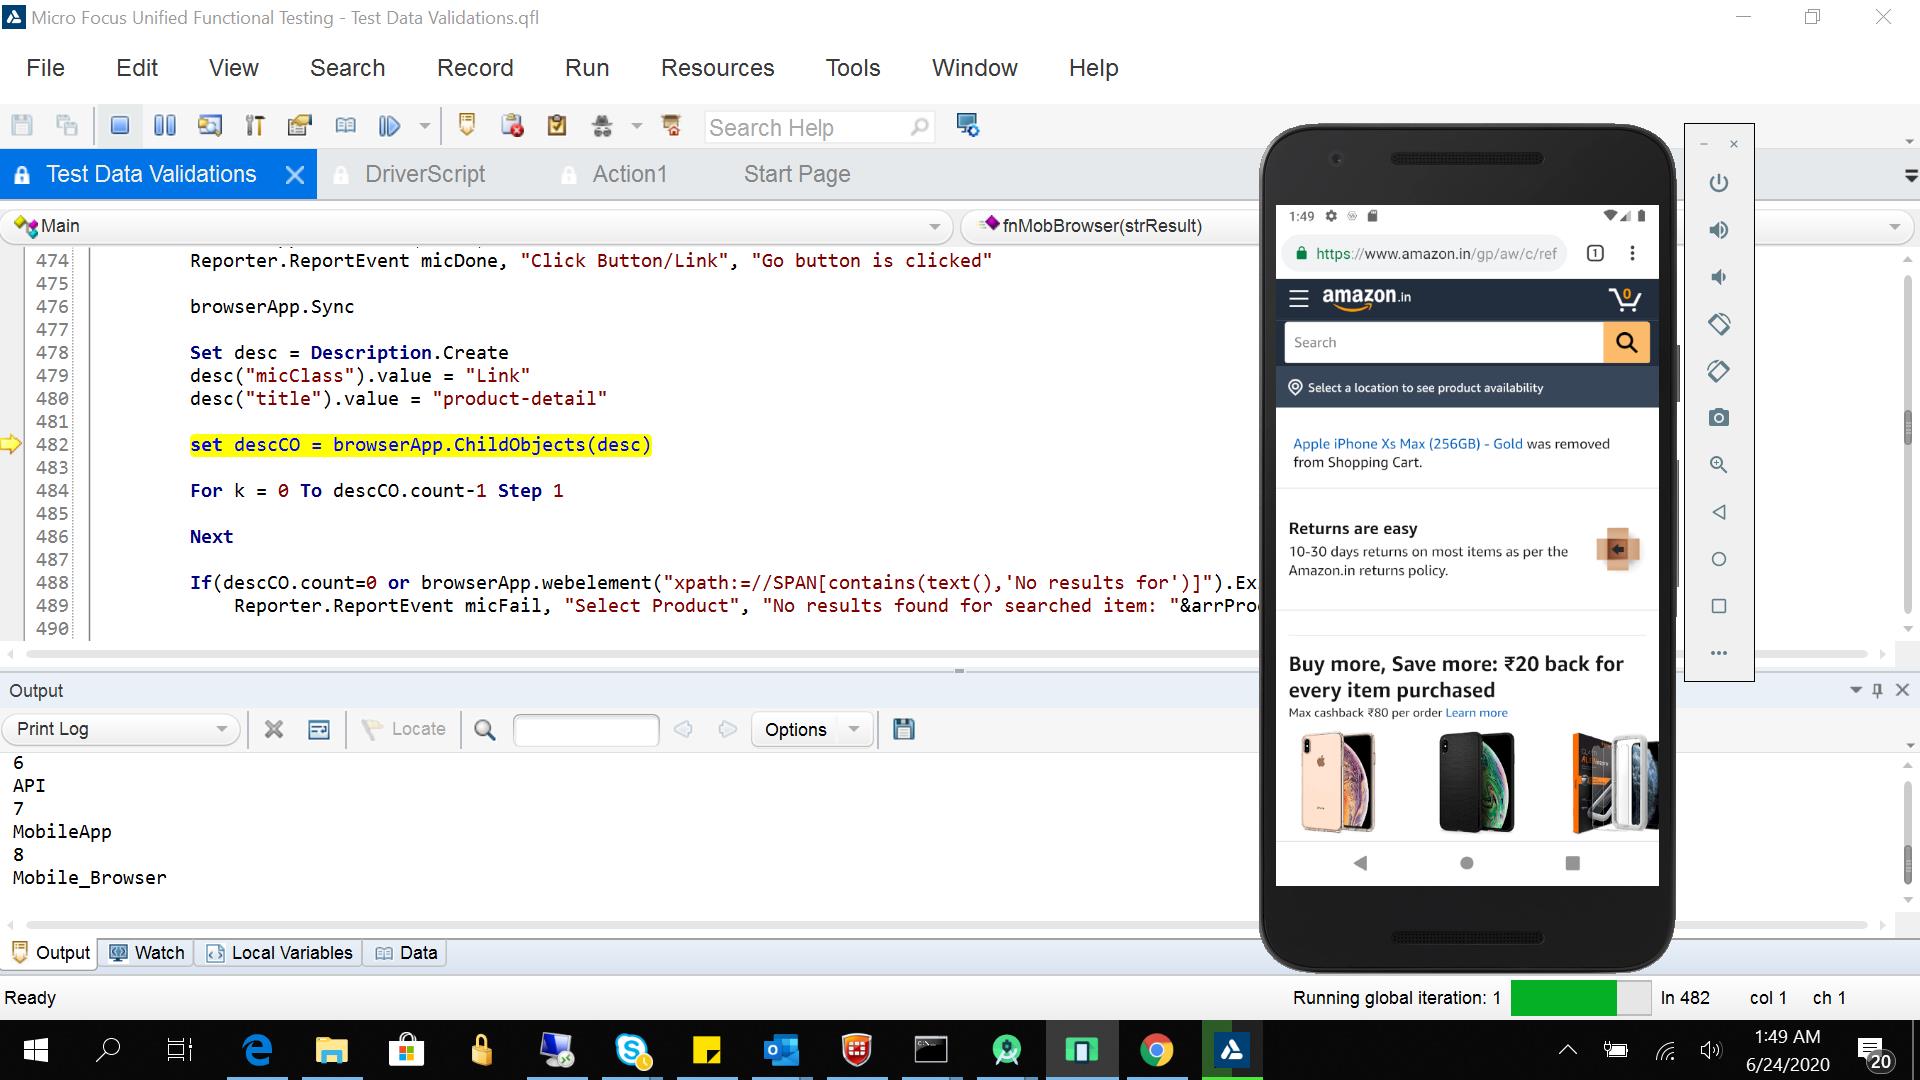 Micro Focus Unified Functional Testing - Test Data Validations.qfl
File Edit View Search Record Run Resources Tools Window Help
Search Help
Test Data Validations DriverScript Action1 Start Page
Main fnMobBrowser(strResult)
474 Reporter.ReportEvent micDone, "Click Button/Link", "Go button is clicked"
475
476 browserApp.Sync
477
478 Set desc = Description.Create
479 desc("micClass").value = "Link"
480 desc("title").value = "product-detail"
481
482 set descCO = browserApp.ChildObjects(desc)
483
484 For k = 0 To descCO.count-1 Step 1
485
486 Next
487
488 If(descCO.count=0 or browserApp.webelement("xpath:=//SPAN[contains(text(),'No results for')]").Ex
489 Reporter.ReportEvent micFail, "Select Product", "No results found for searched item: "&arrPro
490
Output
Print Log Locate Options
6
API
7
MobileApp
8
Mobile_Browser
Output Watch Local Variables Data
Ready Running global iteration: 1 ln 482 col 1 ch 1
1:49
https://www.amazon.in/gp/aw/c/ref 1
amazon.in 0
Search
Select a location to see product availability
Apple iPhone Xs Max (256GB) - Gold was removed
from Shopping Cart.
Returns are easy
10-30 days returns on most items as per the
Amazon.in returns policy.
Buy more, Save more: ₹20 back for
every item purchased
Max cashback ₹80 per order Learn more
1:49 AM
6/24/2020
20